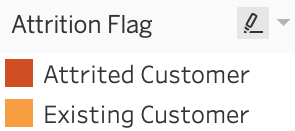 Attrition Flag
Attrited Customer
Existing Customer